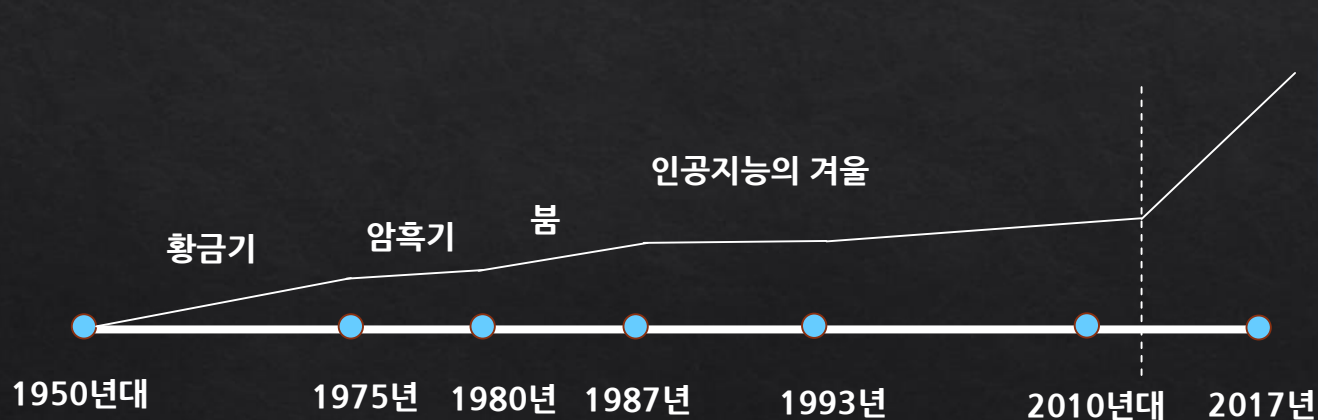 인공지능의 겨울
붐
암흑기
황금기
1950년대
1975년
1980년
1987년
1993년
2010년대
2017년